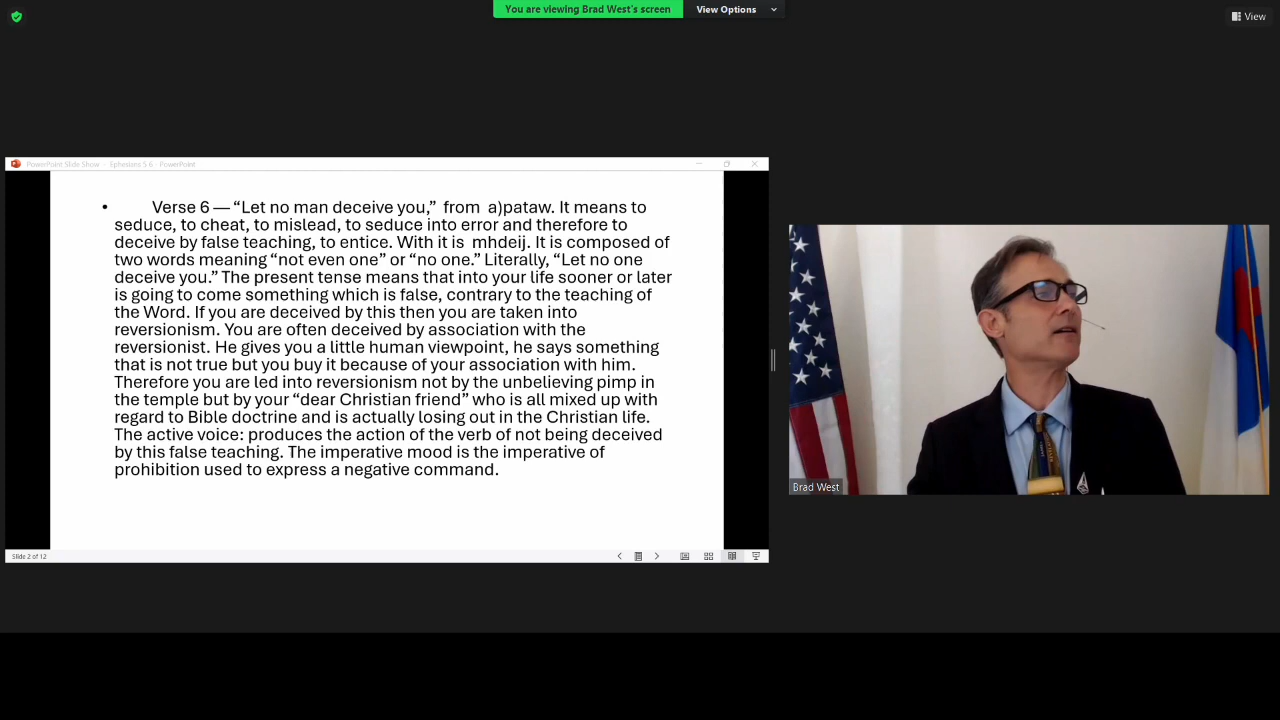 You are viewing Brad West's screen
View Options
View
PowerPoint Slide Show - Ephesians 5 6 - PowerPoint
• Verse 6 — “Let no man deceive you,” from a)pataw. It means to
seduce, to cheat, to mislead, to seduce into error and therefore to
deceive by false teaching, to entice. With it is mhdeij. It is composed of
two words meaning “not even one” or “no one.” Literally, “Let no one
deceive you.” The present tense means that into your life sooner or later
is going to come something which is false, contrary to the teaching of
the Word. If you are deceived by this then you are taken into
reversionism. You are often deceived by association with the
reversionist. He gives you a little human viewpoint, he says something
that is not true but you buy it because of your association with him.
Therefore you are led into reversionism not by the unbelieving pimp in
the temple but by your “dear Christian friend” who is all mixed up with
regard to Bible doctrine and is actually losing out in the Christian life.
The active voice: produces the action of the verb of not being deceived
by this false teaching. The imperative mood is the imperative of
prohibition used to express a negative command.
Brad West
Slide 2 of 12